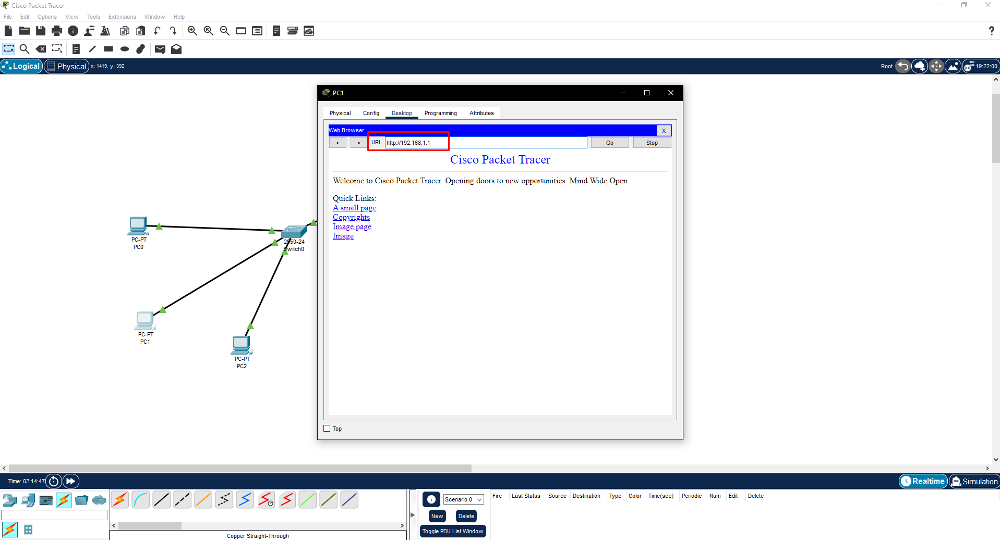 Cisco Packet Tracer
File Edit Options View Tools Extensions Window Help
?
Logical Physical x: 1419, y: 392 Root 19:22:00
PC1
Physical Config Desktop Programming Attributes
Web Browser X
< > URL http://192.168.1.1 Go Stop
Cisco Packet Tracer
Welcome to Cisco Packet Tracer. Opening doors to new opportunities. Mind Wide Open.
Quick Links:
A small page
Copyrights
Image page
Image
PC-PT
PC0
2950-24
Switch0
PC-PT
PC1
PC-PT
PC2
Top
Time: 02:14:47 Realtime Simulation
Scenario 0
New Delete
Toggle PDU List Window
Fire Last Status Source Destination Type Color Time(sec) Periodic Num Edit Delete
Copper Straight-Through